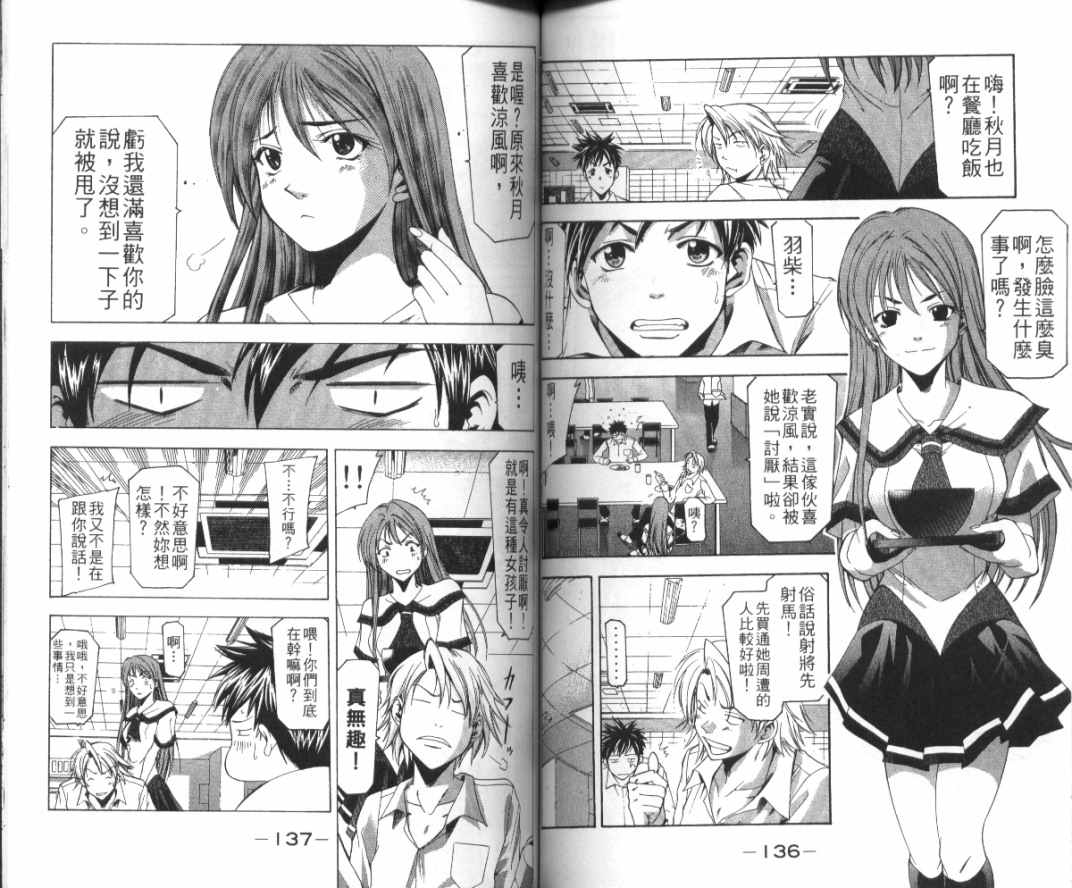 嗨！秋月也
在餐廳吃飯
啊？
怎麼臉這麼臭
啊，發生什麼
事了嗎？
羽柴…
啊…沒什麼…
老實說，這傢伙喜
歡涼風，結果卻被
她說「討厭」啦。
咦？
啊…喂！
俗話說射將先
射馬！
先買通她周遭的
人比較好啦！
………
－136－
是喔？原來秋月
喜歡涼風啊，
虧我還滿喜歡你的
說，沒想到一下子
就被甩了。
咦…
啊！真令人討厭啊！
就是有這種女孩子！
!!
カァーッ
真無趣！
不…不行嗎？
不好意思啊
！不然妳想
怎樣？
我又不是在
跟你說話！
喂！你們到底
在幹嘛啊？
啊…
哦哦，不好意思
，我只是想到一
些事情…
－137－